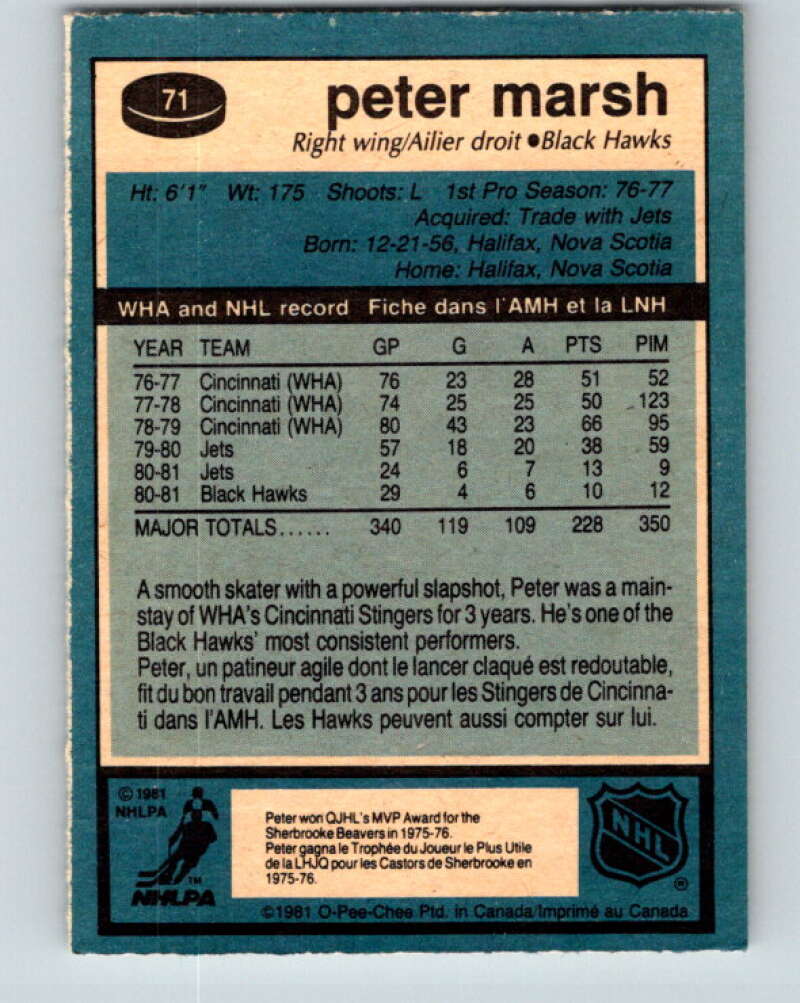 71
peter marsh
Right wing/Ailier droit ●Black Hawks
Ht: 6'1" Wt: 175 Shoots: L 1st Pro Season: 76-77
Acquired: Trade with Jets
Born: 12-21-56, Halifax, Nova Scotia
Home: Halifax, Nova Scotia
WHA and NHL record Fiche dans l'AMH et la LNH
YEAR TEAM GP G A PTS PIM
76-77 Cincinnati (WHA) 76 23 28 51 52
77-78 Cincinnati (WHA) 74 25 25 50 123
78-79 Cincinnati (WHA) 80 43 23 66 95
79-80 Jets 57 18 20 38 59
80-81 Jets 24 6 7 13 9
80-81 Black Hawks 29 4 6 10 12
MAJOR TOTALS...... 340 119 109 228 350
A smooth skater with a powerful slapshot, Peter was a main-
stay of WHA's Cincinnati Stingers for 3 years. He's one of the
Black Hawks' most consistent performers.
Peter, un patineur agile dont le lancer claqué est redoutable,
fit du bon travail pendant 3 ans pour les Stingers de Cincinna-
ti dans l'AMH. Les Hawks peuvent aussi compter sur lui.
© 1981
NHLPA
TM
NHLPA
Peter won QJHL's MVP Award for the
Sherbrooke Beavers in 1975-76.
Peter gagna le Trophée du Joueur le Plus Utile
de la LHJQ pour les Castors de Sherbrooke en
1975-76.
NHL
®
©1981 O-Pee-Chee Ptd. in Canada/Imprimé au Canada